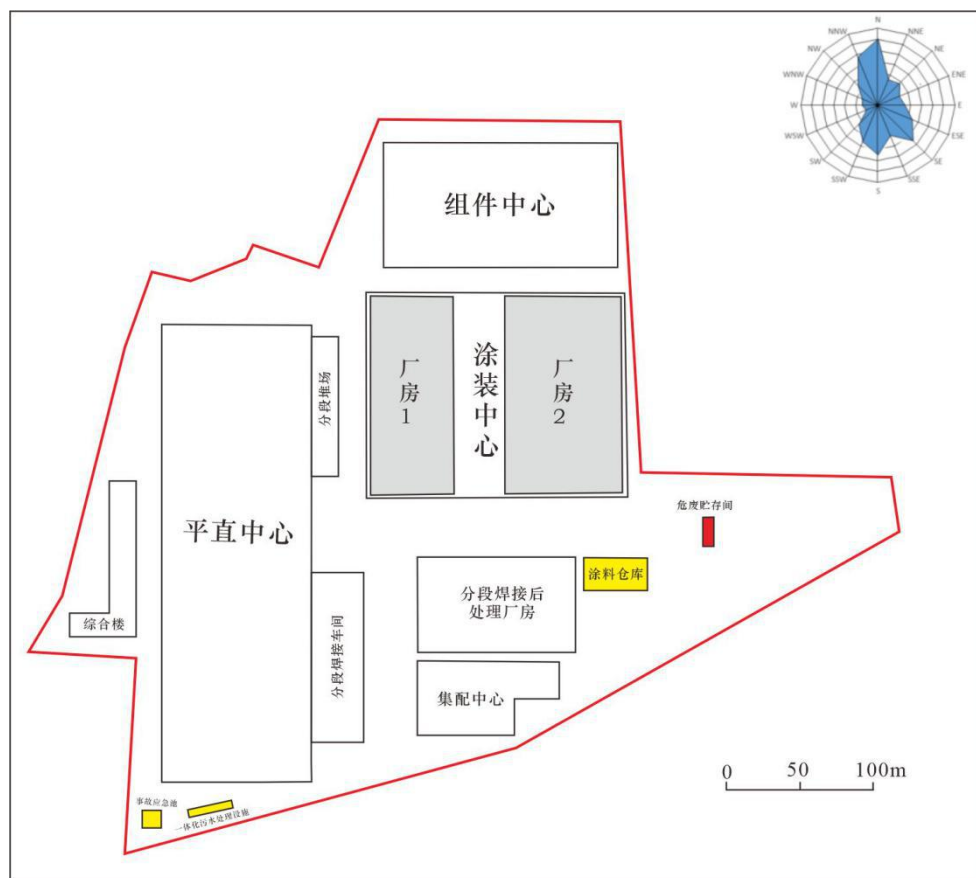 N
NNW
NNE
NW
NE
WNW
ENE
W
E
WSW
ESE
SW
SE
SSW
SSE
S
组件中心
厂房1
涂装中心
厂房2
分段堆场
平直中心
危废贮存间
涂料仓库
分段焊接后
处理厂房
综合楼
分段焊接车间
集配中心
0 50 100m
事故应急池
一体化污水处理设施